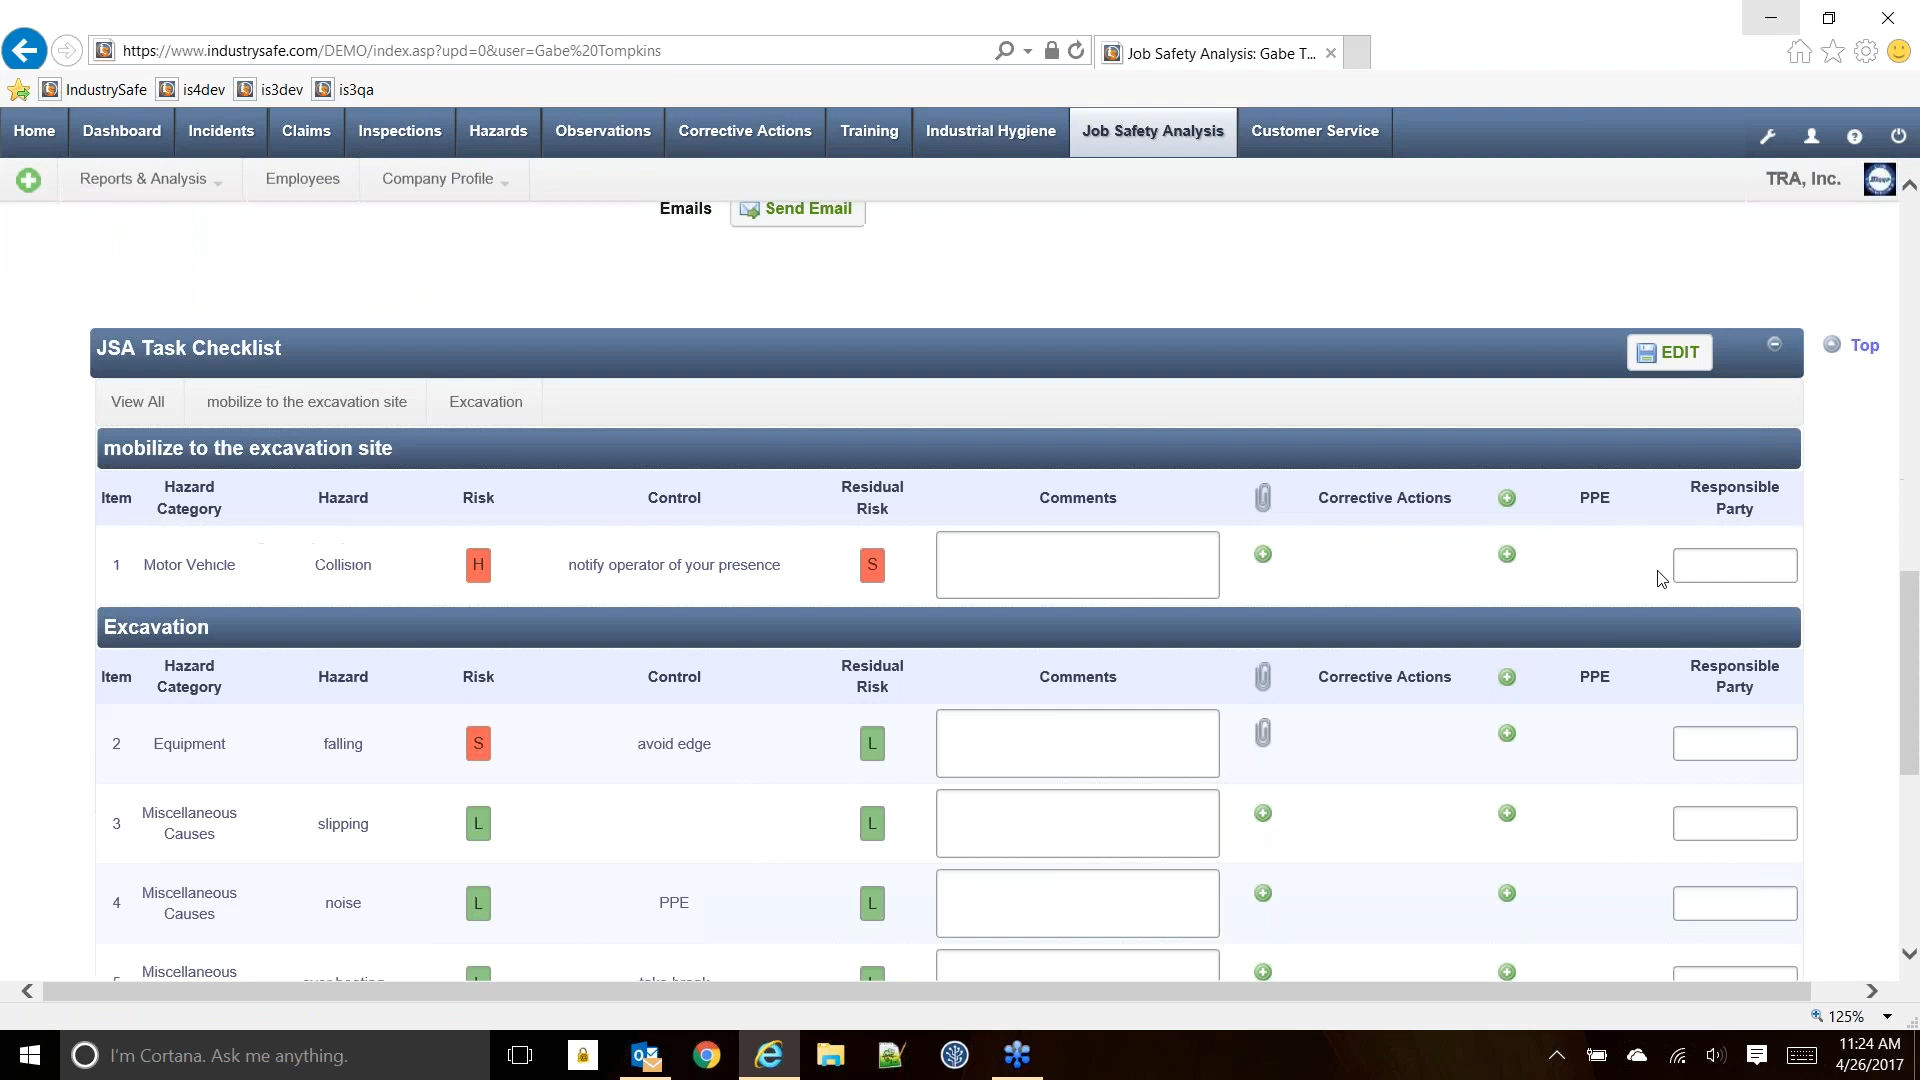 https://www.industrysafe.com/DEMO/index.asp?upd=0&user=Gabe%20Tompkins
Job Safety Analysis: Gabe T...
IndustrySafe is4dev is3dev is3qa
Home Dashboard Incidents Claims Inspections Hazards Observations Corrective Actions Training Industrial Hygiene Job Safety Analysis Customer Service
Reports & Analysis Employees Company Profile TRA, Inc.
Emails Send Email
JSA Task Checklist EDIT Top
View All mobilize to the excavation site Excavation
mobilize to the excavation site
Item Hazard Category Hazard Risk Control Residual Risk Comments Corrective Actions PPE Responsible Party
1 Motor Vehicle Collision H notify operator of your presence S
Excavation
Item Hazard Category Hazard Risk Control Residual Risk Comments Corrective Actions PPE Responsible Party
2 Equipment falling S avoid edge L
3 Miscellaneous Causes slipping L L
4 Miscellaneous Causes noise L PPE L
Miscellaneous
125%
I'm Cortana. Ask me anything.
11:24 AM
4/26/2017